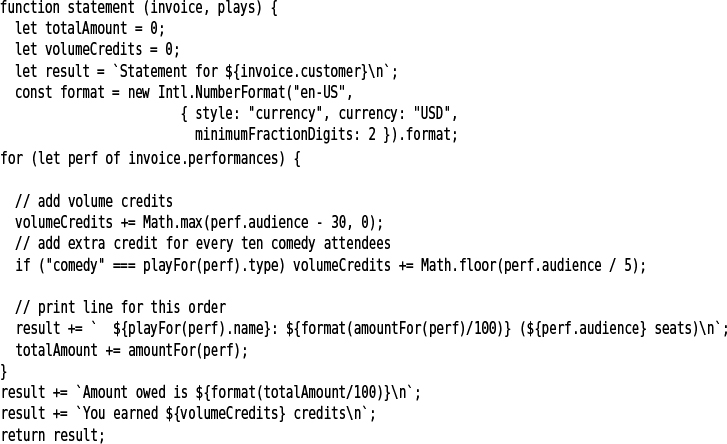 function statement (invoice, plays) {
  let totalAmount = 0;
  let volumeCredits = 0;
  let result = `Statement for ${invoice.customer}\n`;
  const format = new Intl.NumberFormat("en-US",
                        { style: "currency", currency: "USD",
                          minimumFractionDigits: 2 }).format;
for (let perf of invoice.performances) {

  // add volume credits
  volumeCredits += Math.max(perf.audience - 30, 0);
  // add extra credit for every ten comedy attendees
  if ("comedy" === playFor(perf).type) volumeCredits += Math.floor(perf.audience / 5);

  // print line for this order
  result += `  ${playFor(perf).name}: ${format(amountFor(perf)/100)} (${perf.audience} seats)\n`;
  totalAmount += amountFor(perf);
}
result += `Amount owed is ${format(totalAmount/100)}\n`;
result += `You earned ${volumeCredits} credits\n`;
return result;